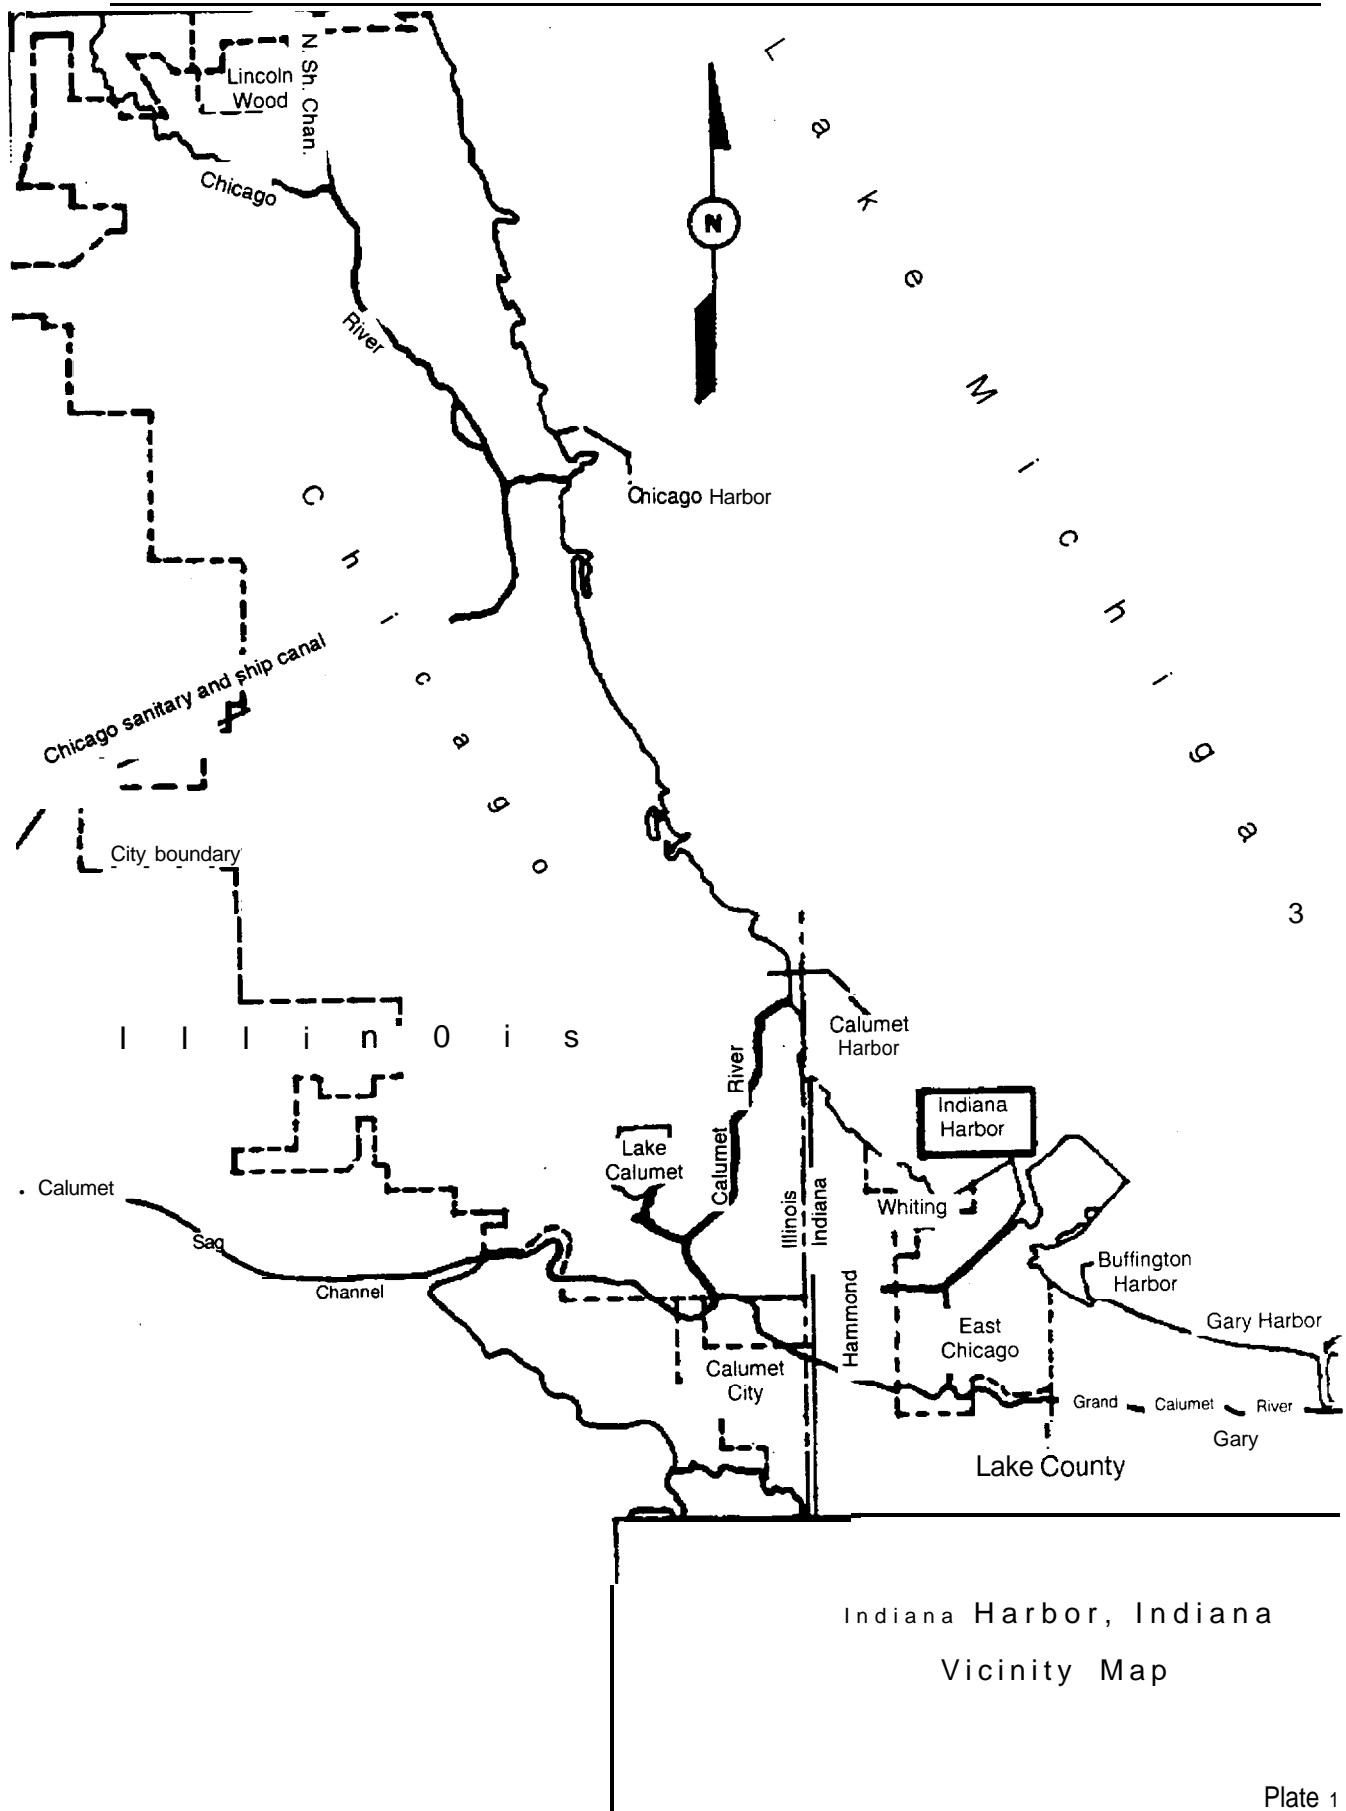 Lincoln
Wood
N. Sh. Chan.
Chicago
River
N
Lake Michiga3
Chicago Harbor
Chicago
Chicago sanitary and ship canal
City boundary
Illin0is
Calumet
Harbor
River
Calumet
Lake
Calumet
Illinois
Indiana
Indiana
Harbor
Whiting
Calumet
Sag
Channel
Buffington
Harbor
Hammond
East
Chicago
Gary Harbor
Calumet
City
Grand Calumet River
Gary
Lake County
Indiana Harbor, Indiana
Vicinity Map
Plate 1